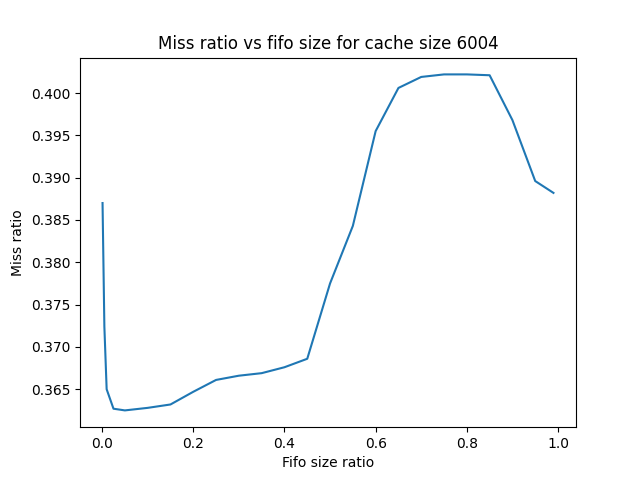 Miss ratio vs fifo size for cache size 6004
0.400
0.395
0.390
0.385
0.380
0.375
0.370
0.365
Miss ratio
0.0 0.2 0.4 0.6 0.8 1.0
Fifo size ratio